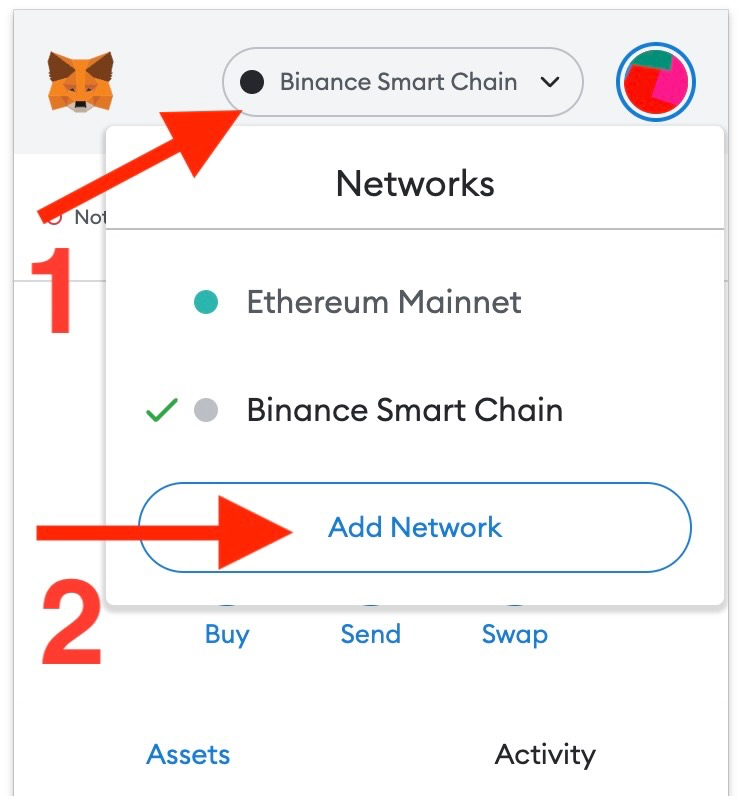 Binance Smart Chain
Networks
Not
1
Ethereum Mainnet
Binance Smart Chain
Add Network
2
Buy Send Swap
Assets Activity